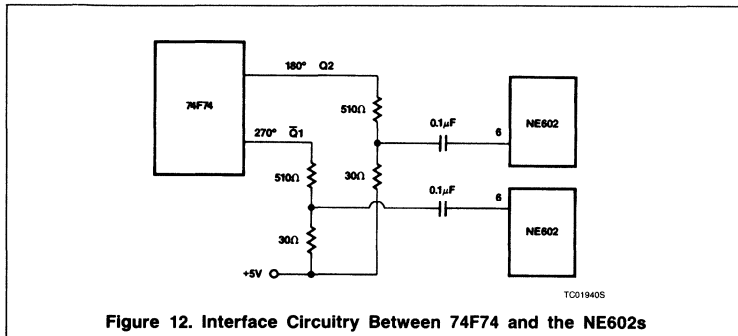 180° Q2
74F74
510Ω
0.1μF
6
NE602
270° Q̅1
510Ω
30Ω
0.1μF
6
NE602
30Ω
+5V
TC01940S
Figure 12. Interface Circuitry Between 74F74 and the NE602s